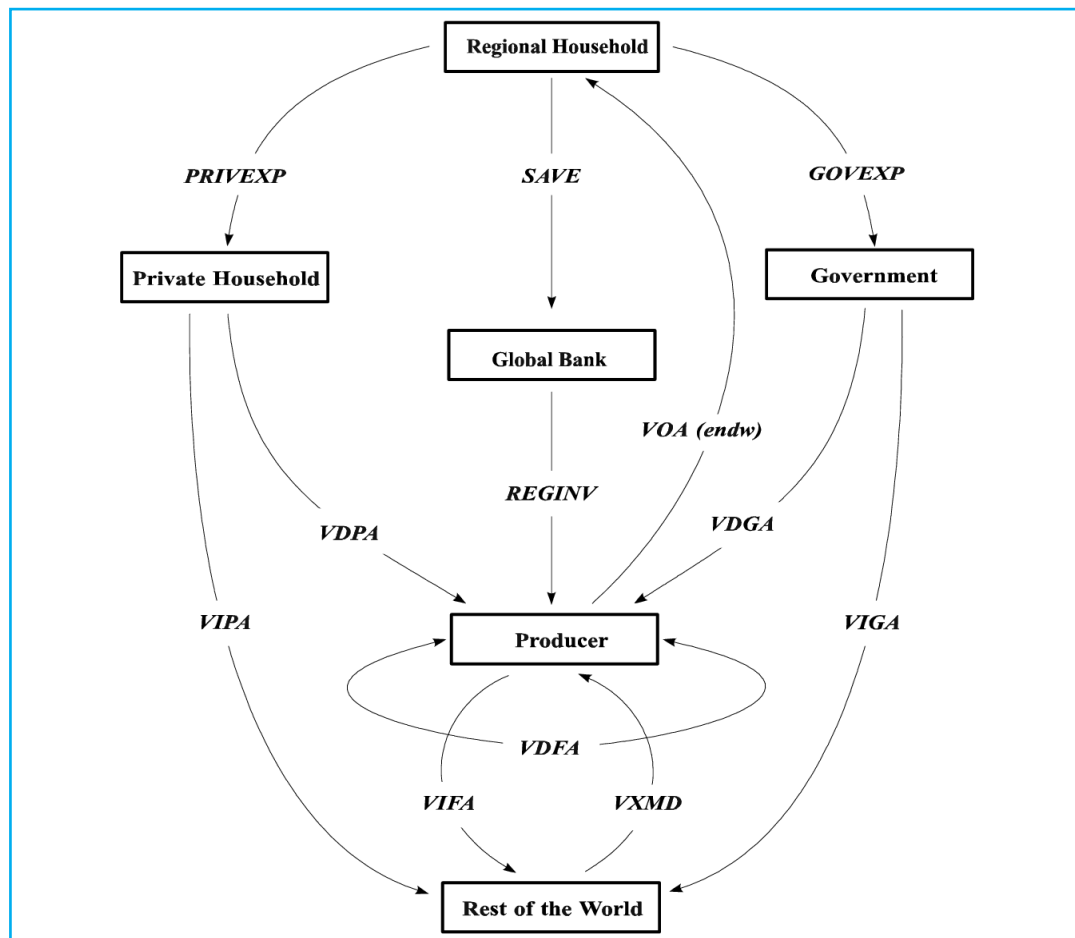 Regional Household
PRIVEXP
SAVE
GOVEXP
Private Household
Government
Global Bank
VOA (endw)
REGINV
VDPA
VDGA
VIPA
VIGA
Producer
VDFA
VIFA
VXMD
Rest of the World